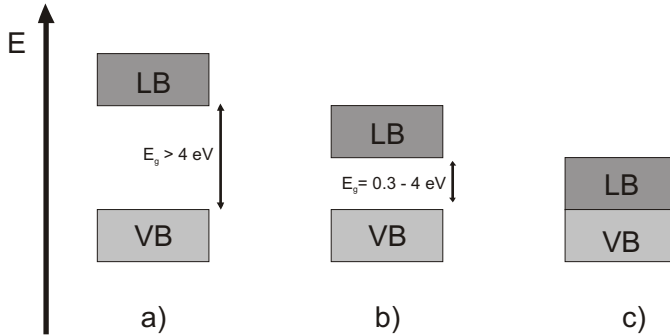 E
LB
E_g > 4 eV
VB
a)
LB
E_g = 0.3 - 4 eV
VB
b)
LB
VB
c)